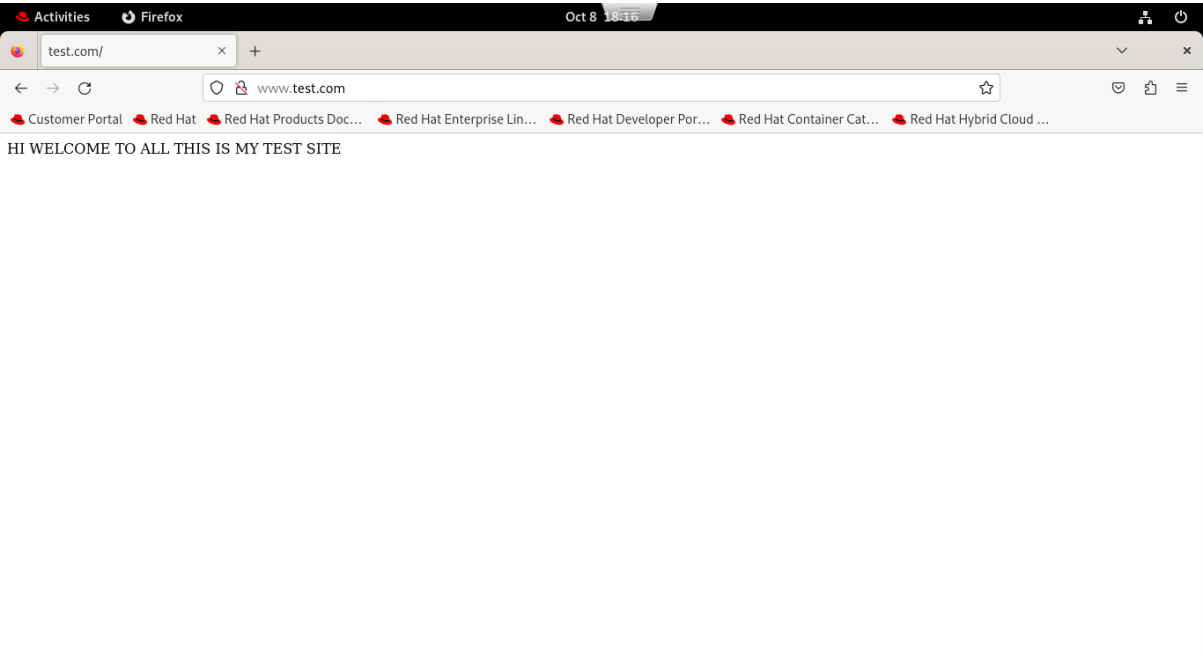 Activities Firefox Oct 8 18:16
test.com/
www.test.com
Customer Portal Red Hat Red Hat Products Doc... Red Hat Enterprise Lin... Red Hat Developer Por... Red Hat Container Cat... Red Hat Hybrid Cloud ...
HI WELCOME TO ALL THIS IS MY TEST SITE